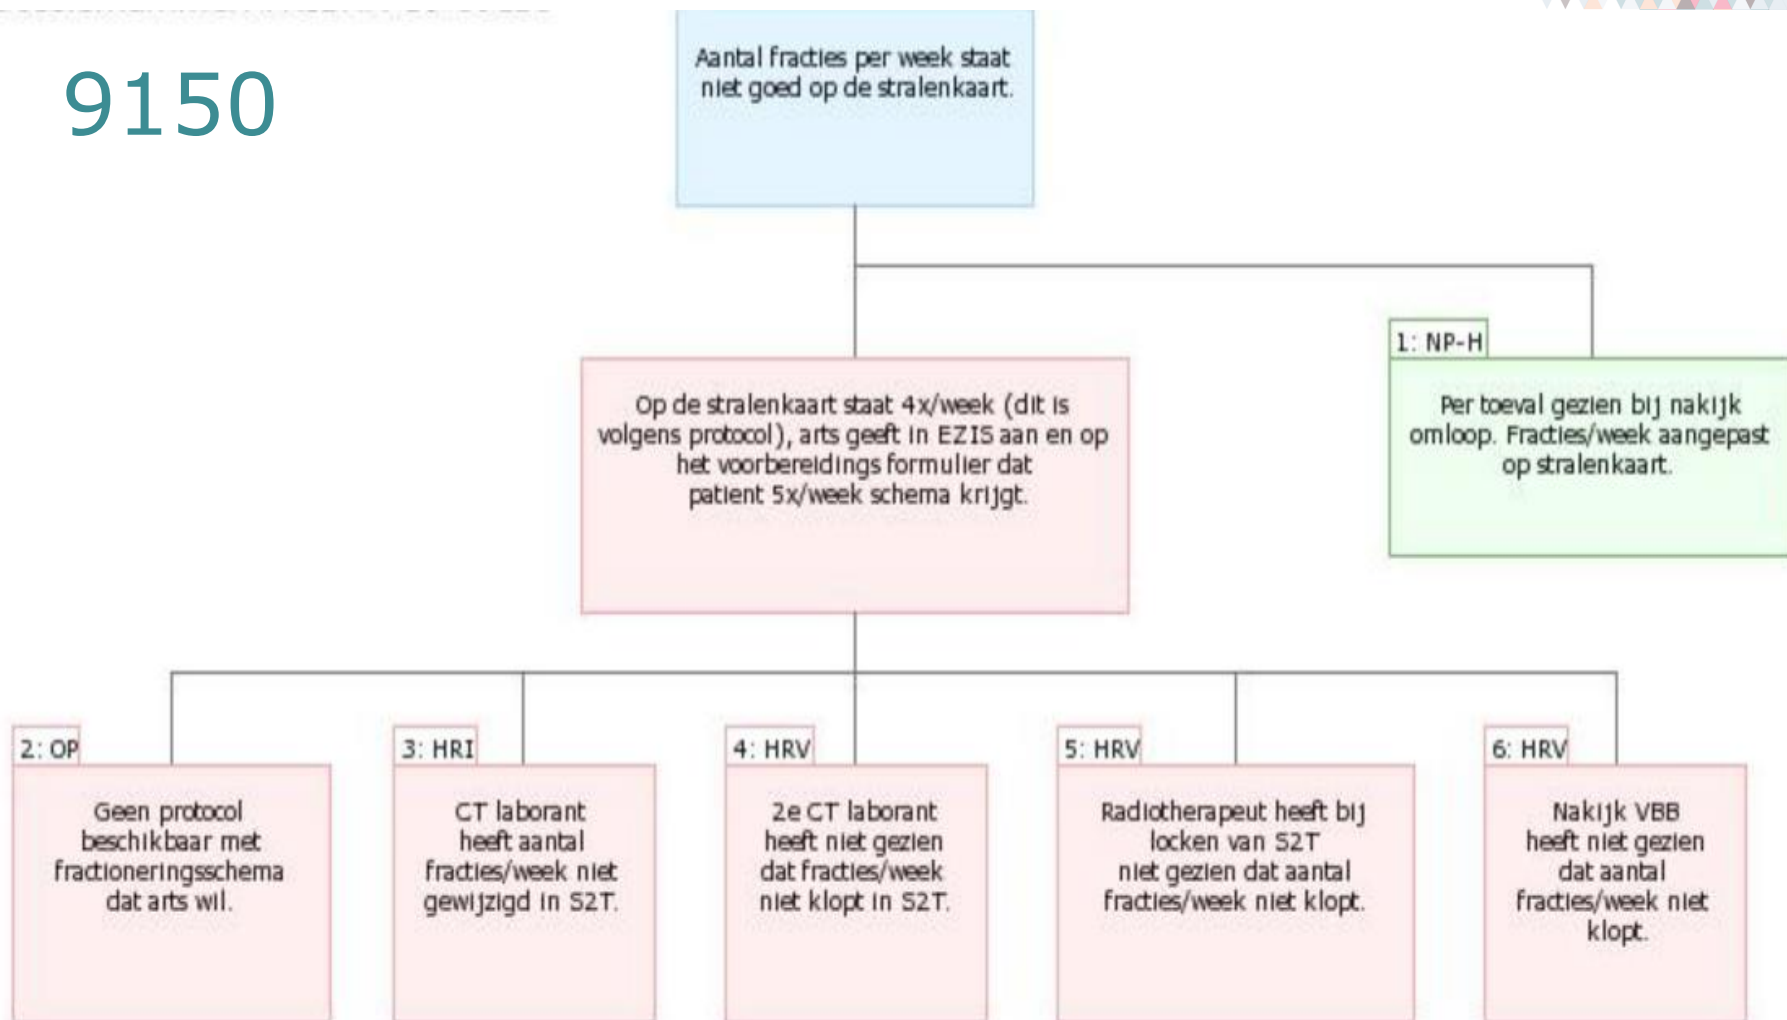 9150
Aantal fracties per week staat
niet goed op de stralenkaart.
1: NP-H
Op de stralenkaart staat 4x/week (dit is
volgens protocol), arts geeft in EZIS aan en op
het voorbereidings formulier dat
patient 5x/week schema krijgt.
Per toeval gezien bij nakijk
omloop. Fracties/week aangepast
op stralenkaart.
2: OP
Geen protocol
beschikbaar met
fractioneringsschema
dat arts wil.
3: HRI
CT laborant
heeft aantal
fracties/week niet
gewijzigd in S2T.
4: HRV
2e CT laborant
heeft niet gezien
dat fracties/week
niet klopt in S2T.
5: HRV
Radiotherapeut heeft bij
locken van S2T
niet gezien dat aantal
fracties/week niet klopt.
6: HRV
Nakijk VBB
heeft niet gezien
dat aantal
fracties/week niet
klopt.